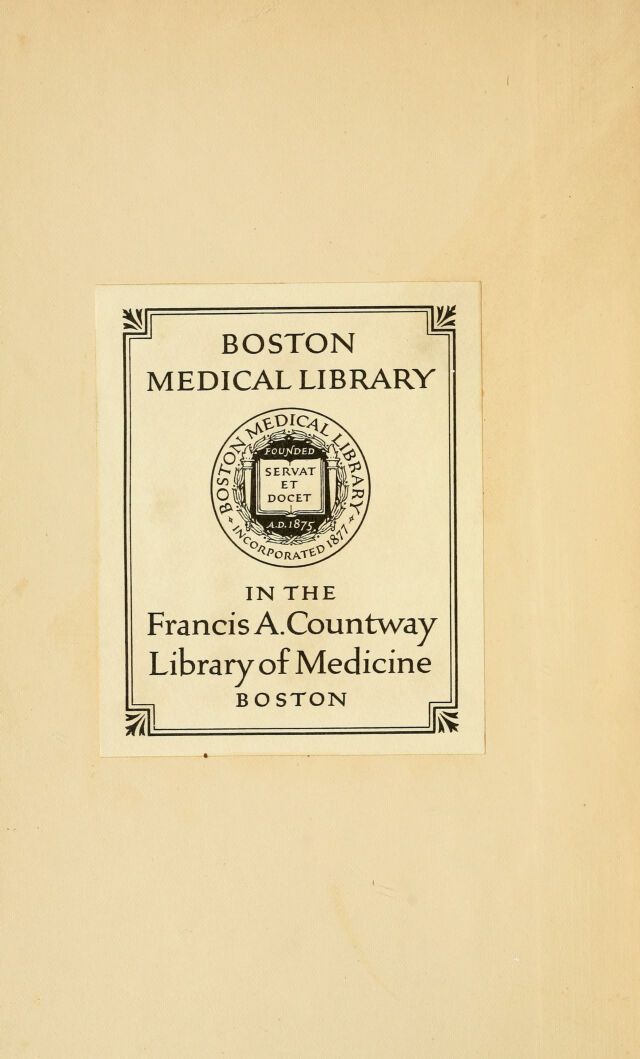 BOSTON
MEDICAL LIBRARY
BOSTON MEDICAL LIBRARY
INCORPORATED 1877
FOUNDED
SERVAT
ET
DOCET
A.D. 1875
IN THE
Francis A. Countway
Library of Medicine
BOSTON